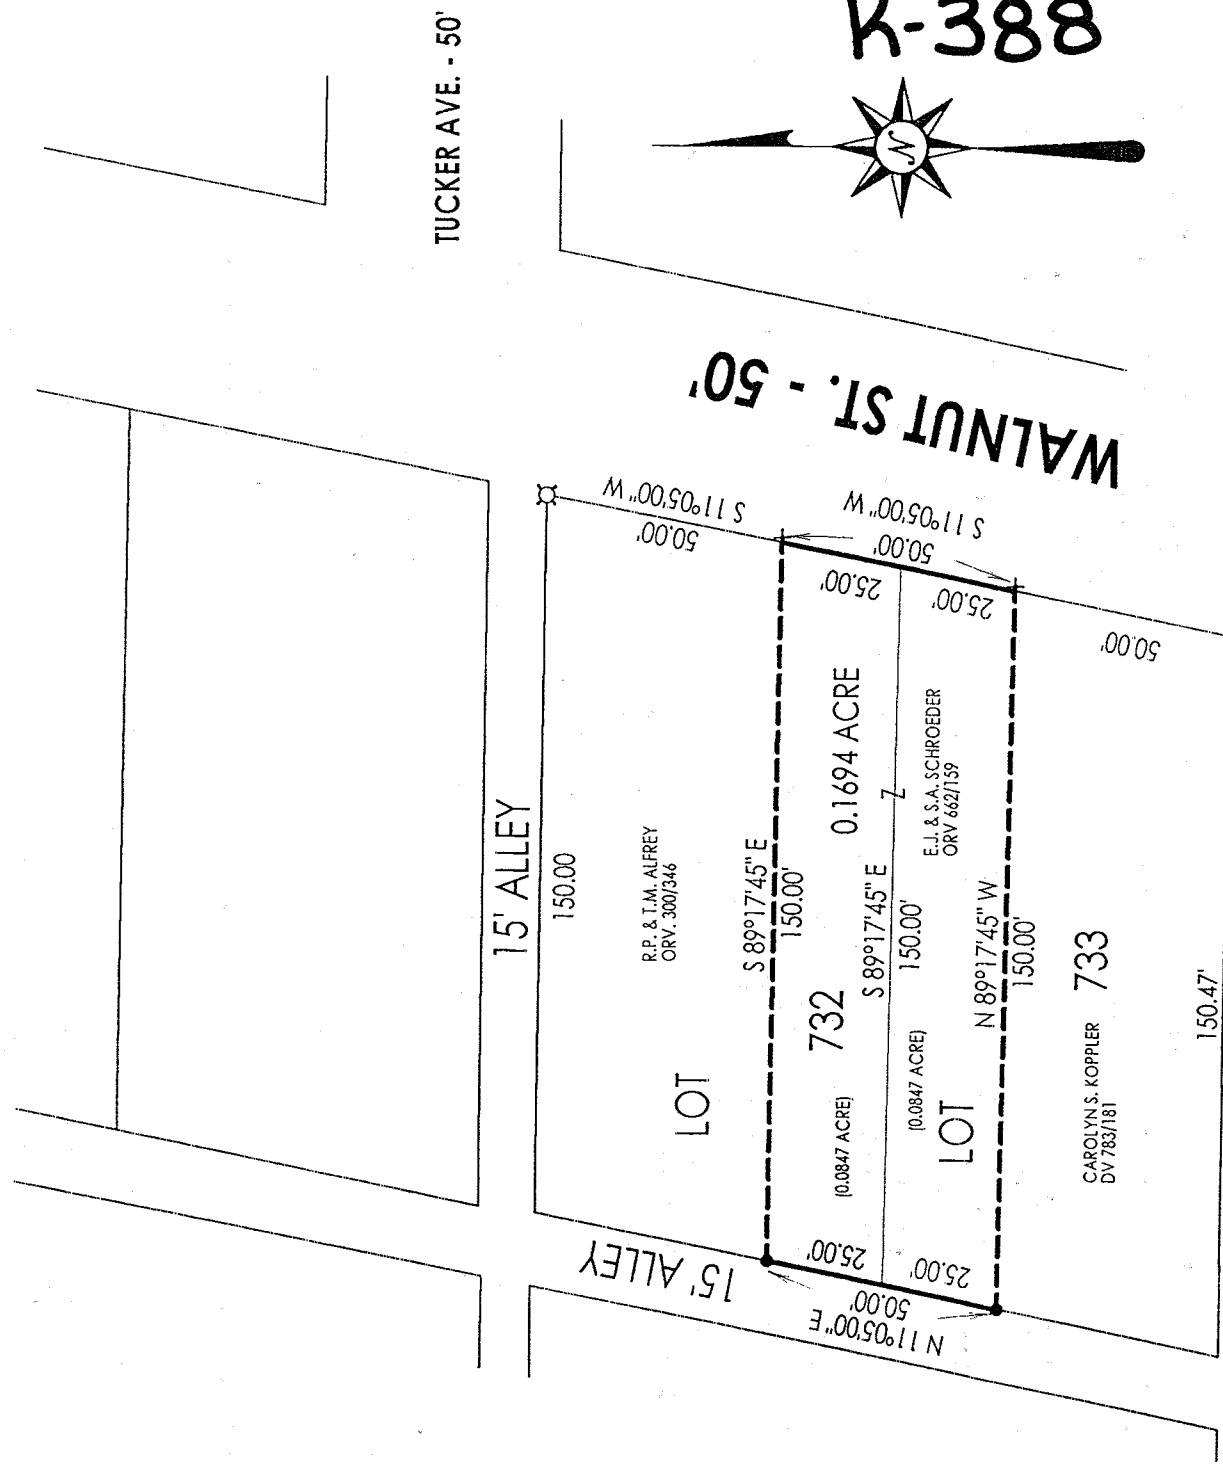 K-388
TUCKER AVE. - 50'
N
WALNUT ST. - 50'
15' ALLEY
150.00
S 11°05'00" W
50.00'
R.P. & T.M. ALFREY
ORV. 300/346
LOT
S 89°17'45" E
150.00'
S 11°05'00" W
50.00'
25.00'
25.00'
0.1694 ACRE
732
(0.0847 ACRE)
S 89°17'45" E
150.00'
Z
E.J. & S.A. SCHROEDER
ORV 662/159
(0.0847 ACRE)
LOT
N 89°17'45" W
150.00'
15' ALLEY
25.00'
25.00'
50.00'
N 11°05'00" E
733
CAROLYN S. KOPPLER
DV 783/181
50.00'
150.47'